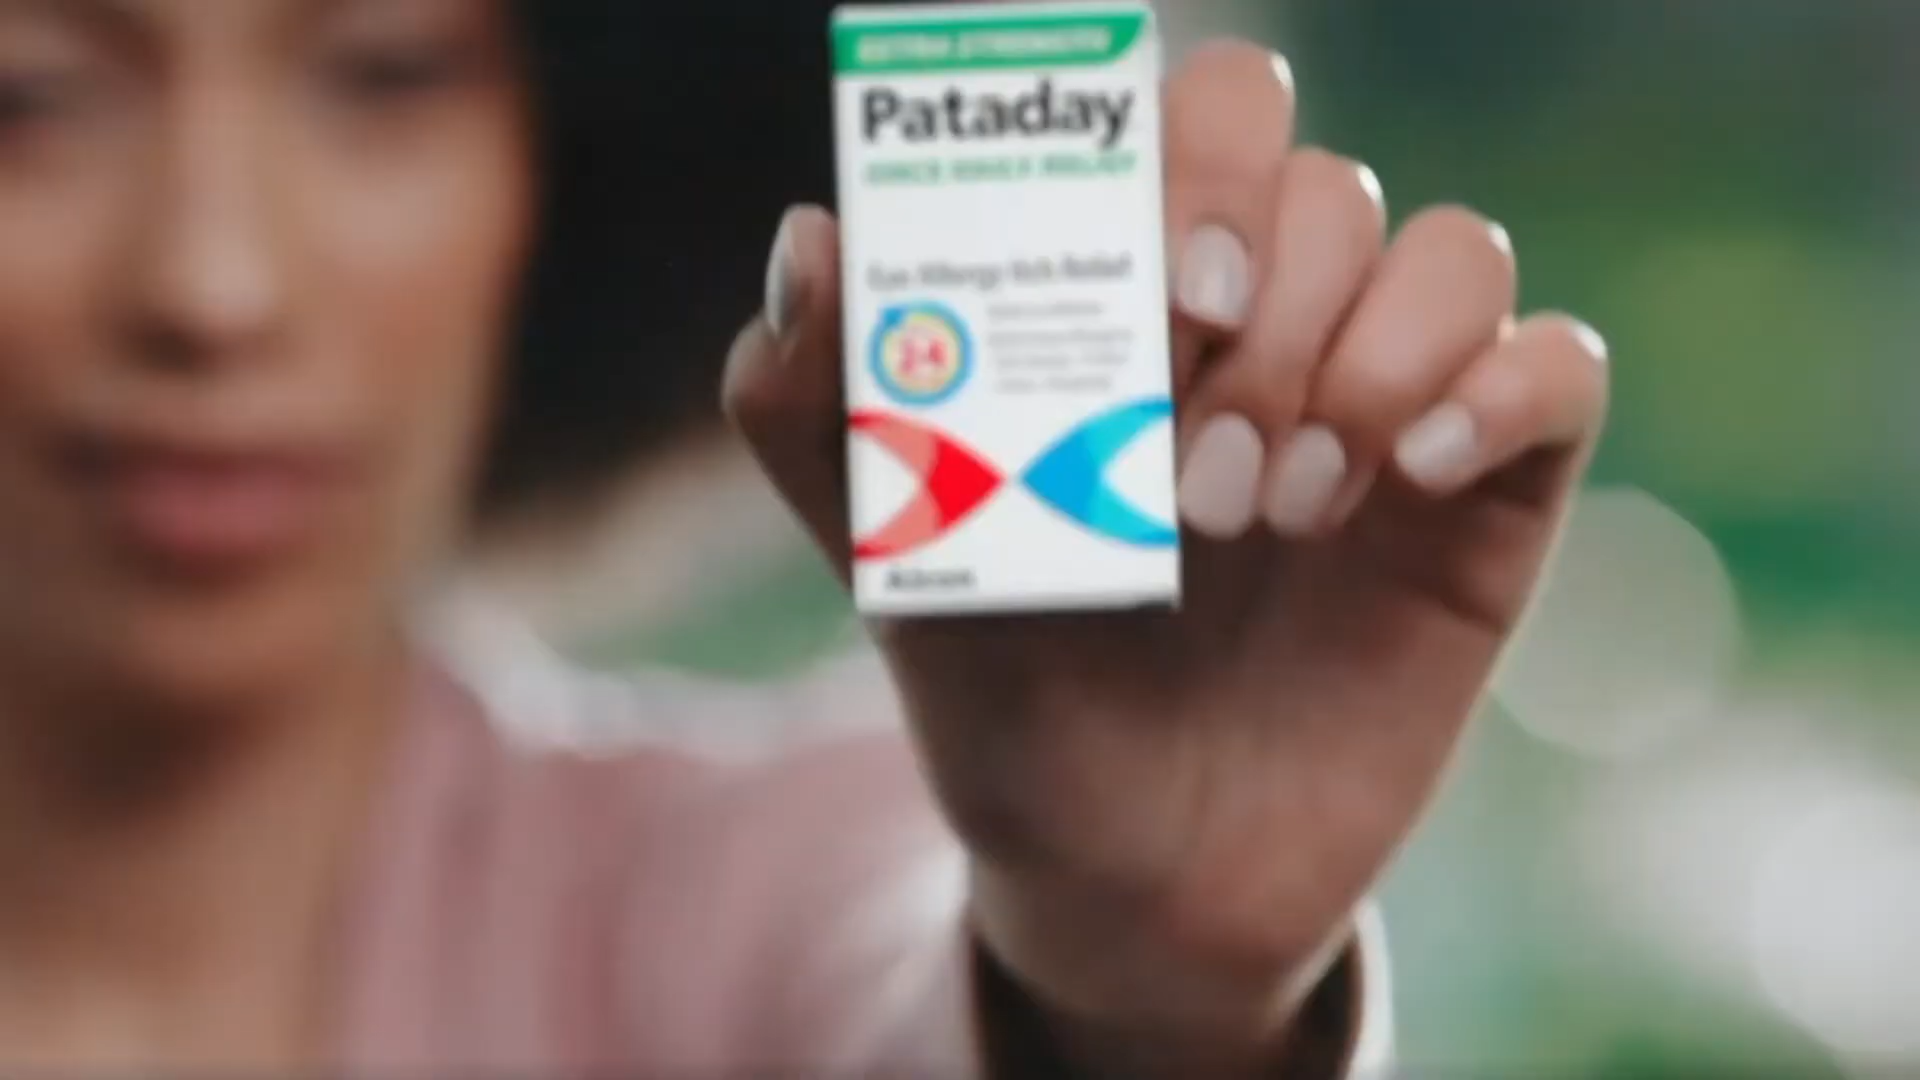 EXTRA STRENGTH
Pataday
ONCE DAILY RELIEF
Eye Allergy Itch Relief
24
Alcon